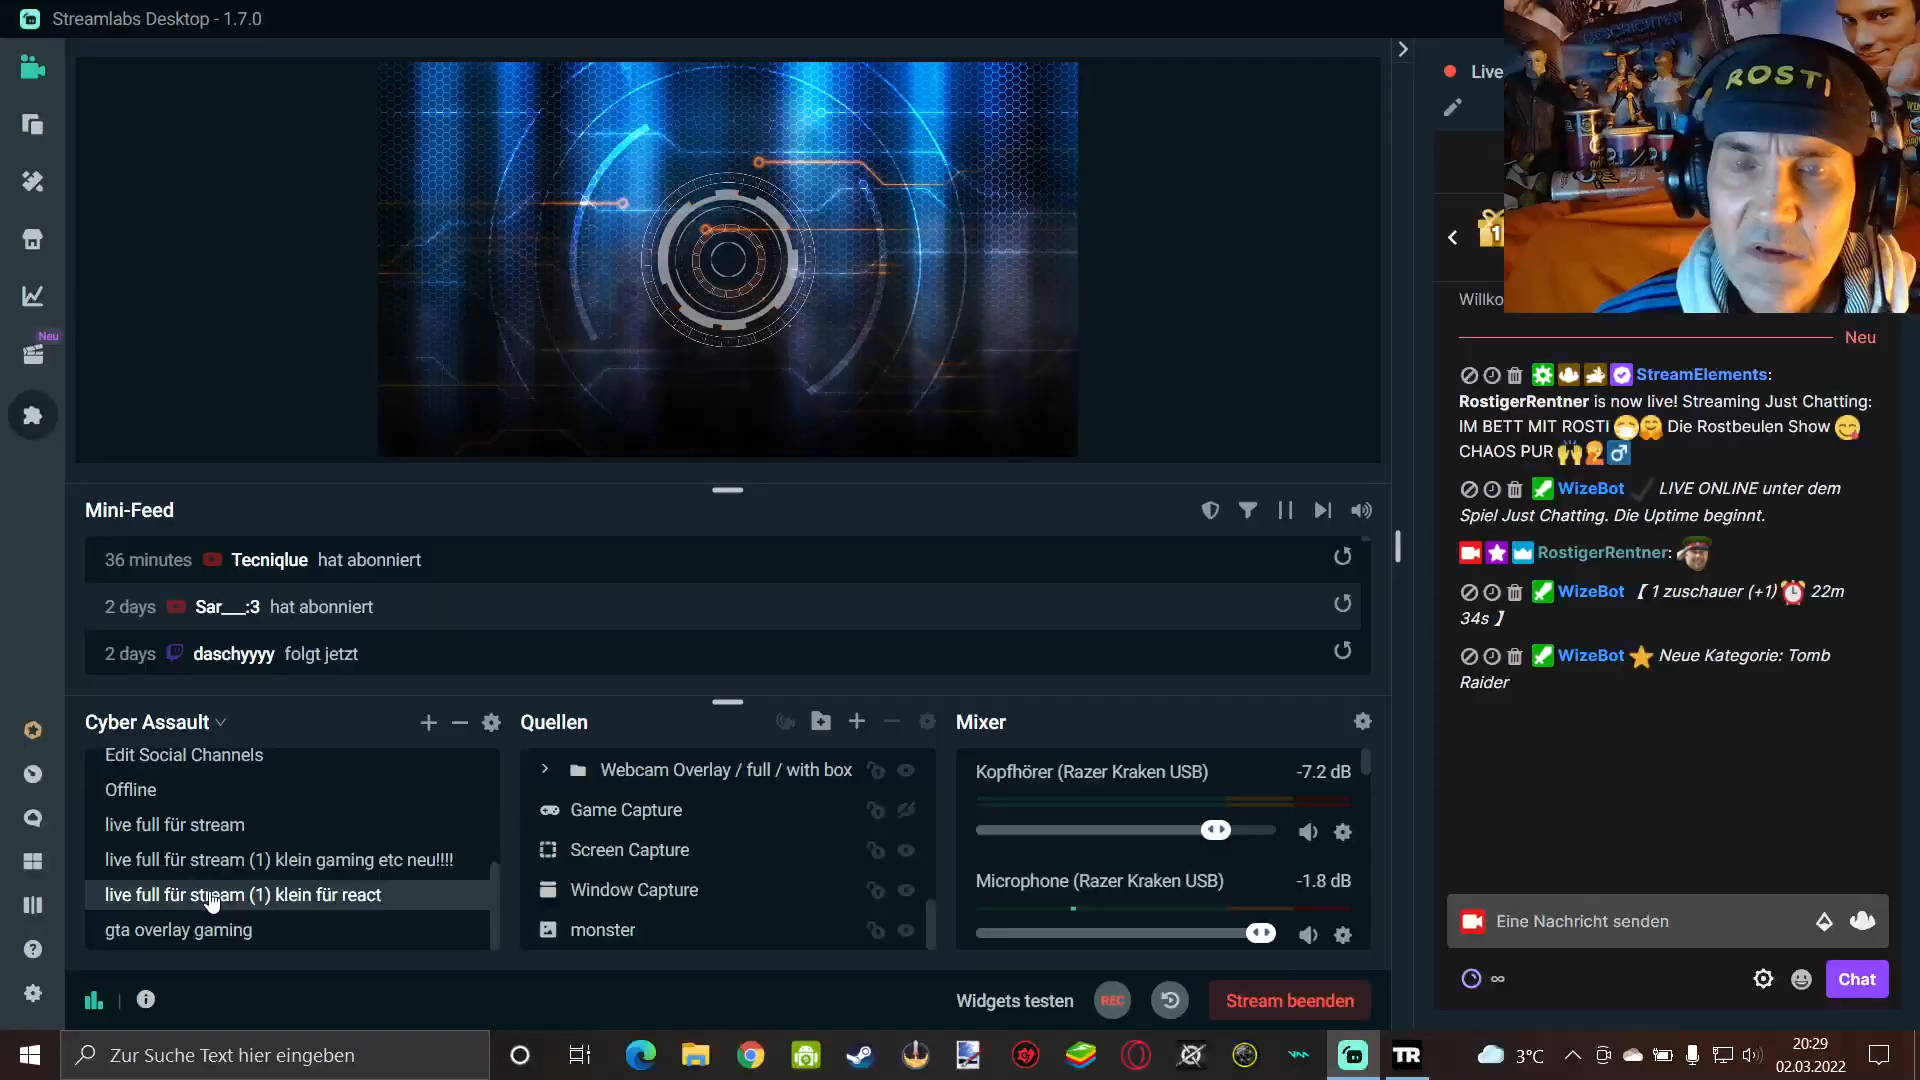 Streamlabs Desktop - 1.7.0
Live
ROSTI
Neu
Willko
Neu
StreamElements:
RostigerRentner is now live! Streaming Just Chatting:
IM BETT MIT ROSTI 😷🤗 Die Rostbeulen Show 😋
CHAOS PUR 🙌🤦♂
WizeBot ✔ LIVE ONLINE unter dem
Spiel Just Chatting. Die Uptime beginnt.
RostigerRentner:
WizeBot 【 1 zuschauer (+1)⏰ 22m
34s 】
WizeBot ⭐ Neue Kategorie: Tomb
Raider
Mini-Feed
36 minutes Tecniqlue hat abonniert
2 days Sar___:3 hat abonniert
2 days daschyyyy folgt jetzt
Cyber Assault
Edit Social Channels
Offline
live full für stream
live full für stream (1) klein gaming etc neu!!!!
live full für stream (1) klein für react
gta overlay gaming
Quellen
Webcam Overlay / full / with box
Game Capture
Screen Capture
Window Capture
monster
Mixer
Kopfhörer (Razer Kraken USB) -7.2 dB
Microphone (Razer Kraken USB) -1.8 dB
Eine Nachricht senden
∞
Chat
Widgets testen
REC
Stream beenden
Zur Suche Text hier eingeben
TR
3°C
20:29
02.03.2022